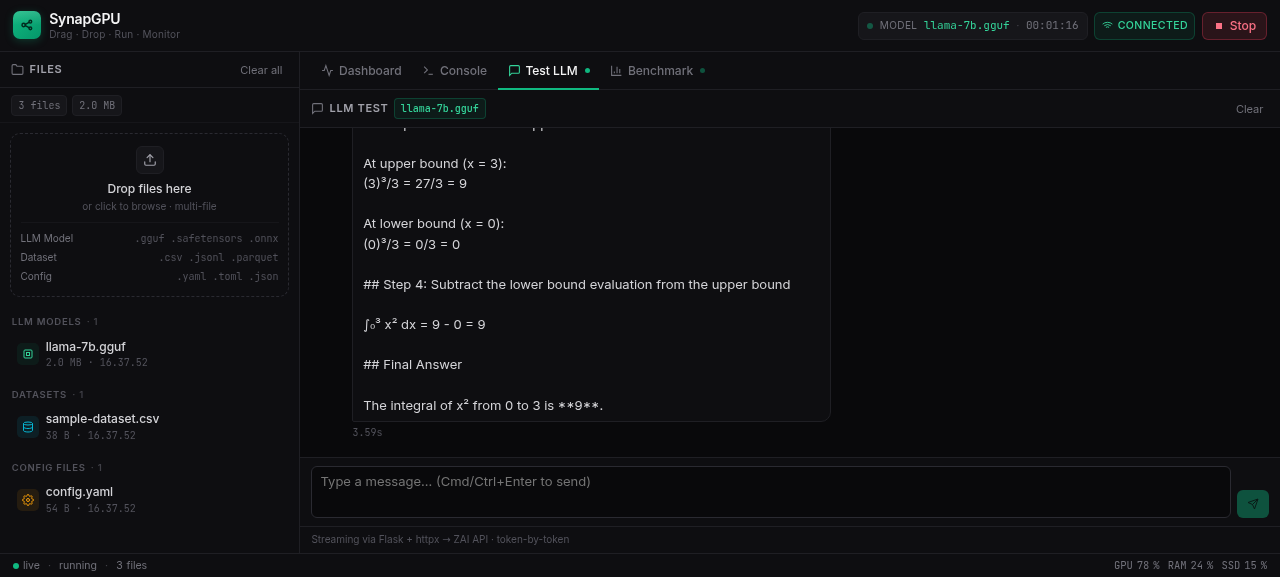 SynapGPU
Drag · Drop · Run · Monitor
MODEL llama-7b.gguf · 00:01:16
CONNECTED
Stop
FILES
Clear all
3 files
2.0 MB
Drop files here
or click to browse · multi-file
LLM Model .gguf .safetensors .onnx
Dataset .csv .jsonl .parquet
Config .yaml .toml .json
LLM MODELS · 1
llama-7b.gguf
2.0 MB · 16.37.52
DATASETS · 1
sample-dataset.csv
38 B · 16.37.52
CONFIG FILES · 1
config.yaml
54 B · 16.37.52
Dashboard
Console
Test LLM
Benchmark
LLM TEST
llama-7b.gguf
Clear
At upper bound (x = 3):
(3)³/3 = 27/3 = 9
At lower bound (x = 0):
(0)³/3 = 0/3 = 0
## Step 4: Subtract the lower bound evaluation from the upper bound
∫₀³ x² dx = 9 - 0 = 9
## Final Answer
The integral of x² from 0 to 3 is **9**.
3.59s
Type a message... (Cmd/Ctrl+Enter to send)
Streaming via Flask + httpx → ZAI API · token-by-token
live · running · 3 files
GPU 78 % RAM 24 % SSD 15 %